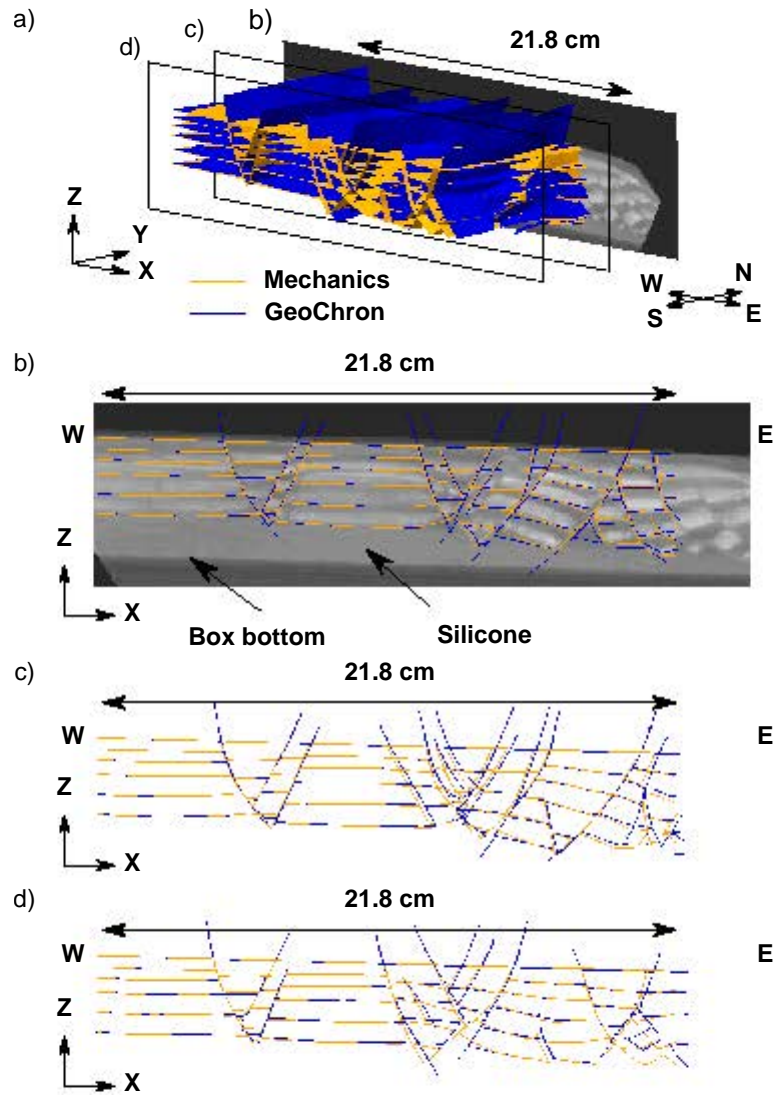 a)
b)
c)
d)
21.8 cm
Z
Y
X
W N
S E
Mechanics
GeoChron
b)
21.8 cm
W E
Z
X
Box bottom
Silicone
c)
21.8 cm
W E
Z
X
d)
21.8 cm
W E
Z
X